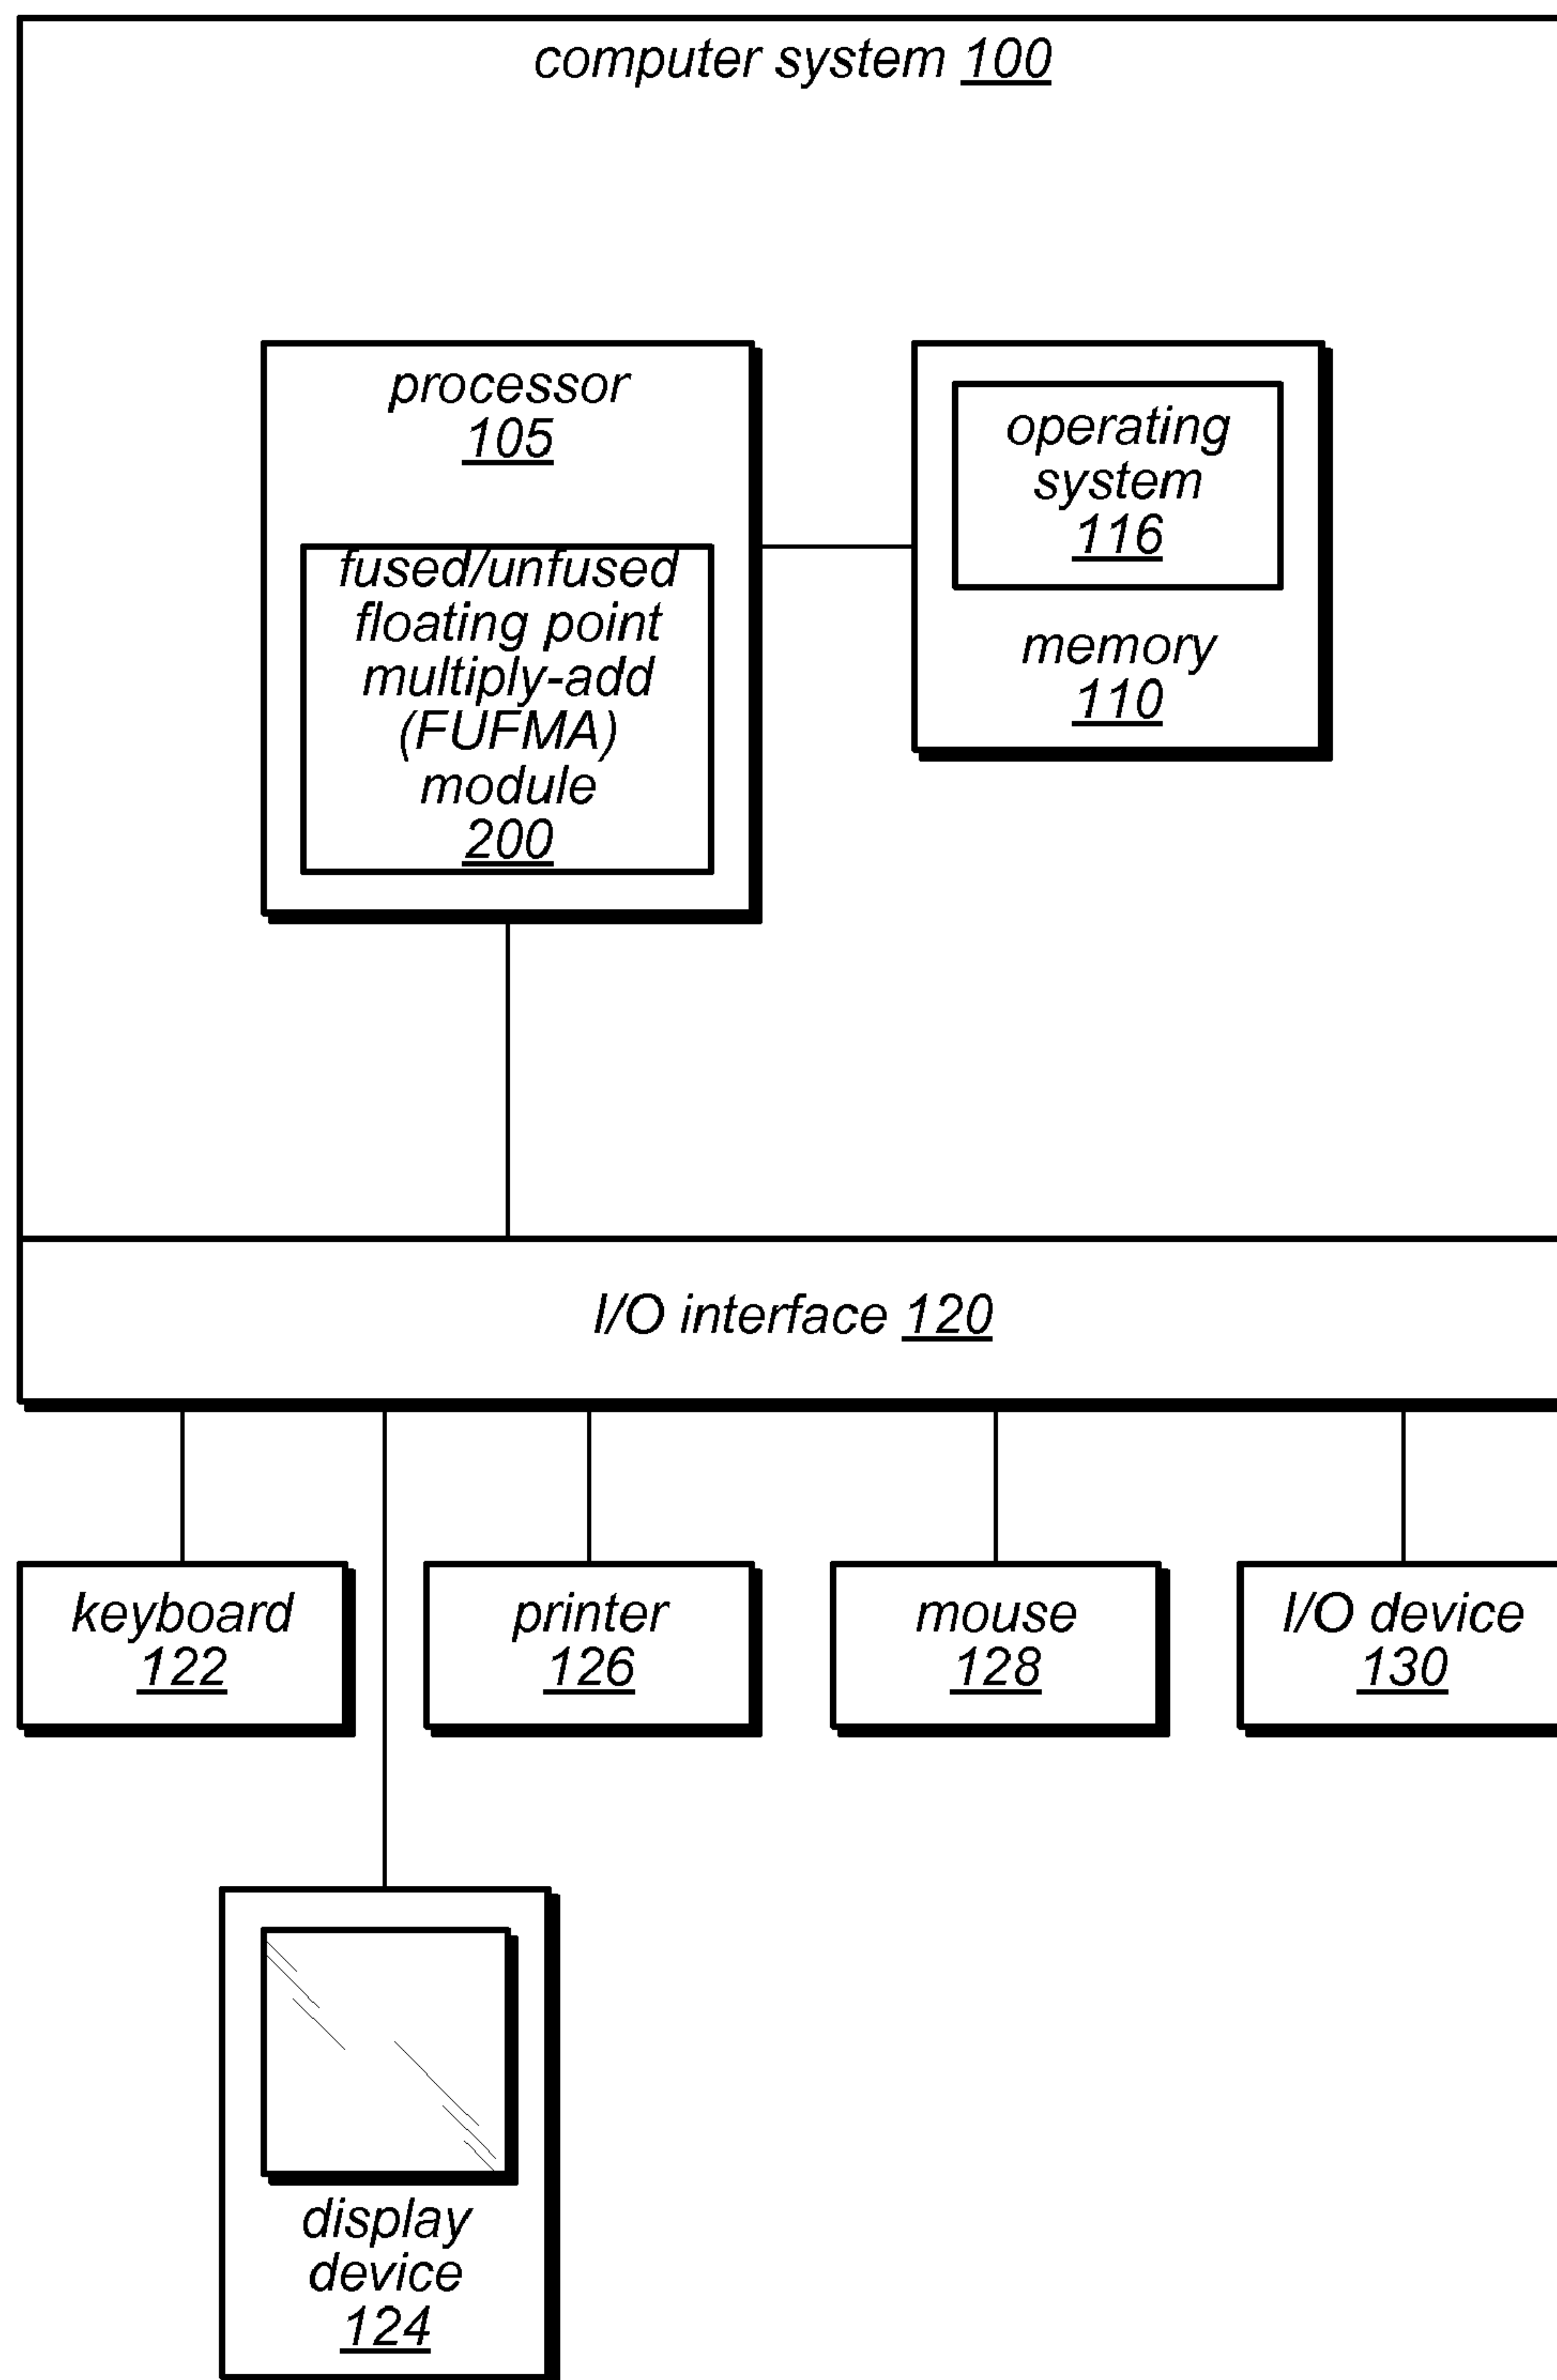 computer system 100
processor
105
fused/unfused
floating point
multiply-add
(FUFMA)
module
200
operating
system
116
memory
110
I/O interface 120
keyboard
122
printer
126
mouse
128
I/O device
130
display
device
124